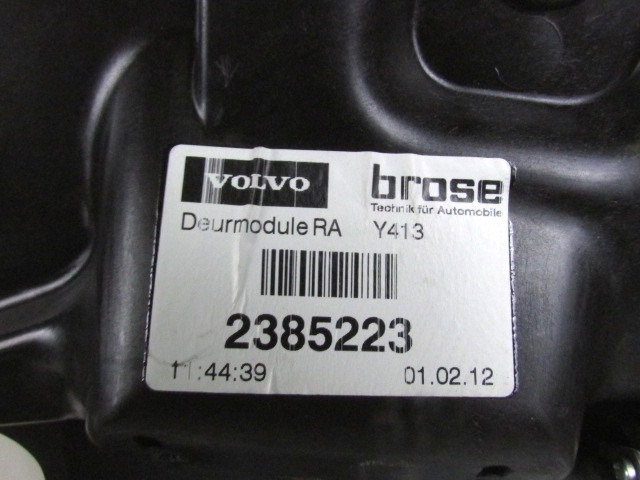 VOLVO brose
Technik für Automobile
Deurmodule RA Y413
2385223
11:44:39 01.02.12